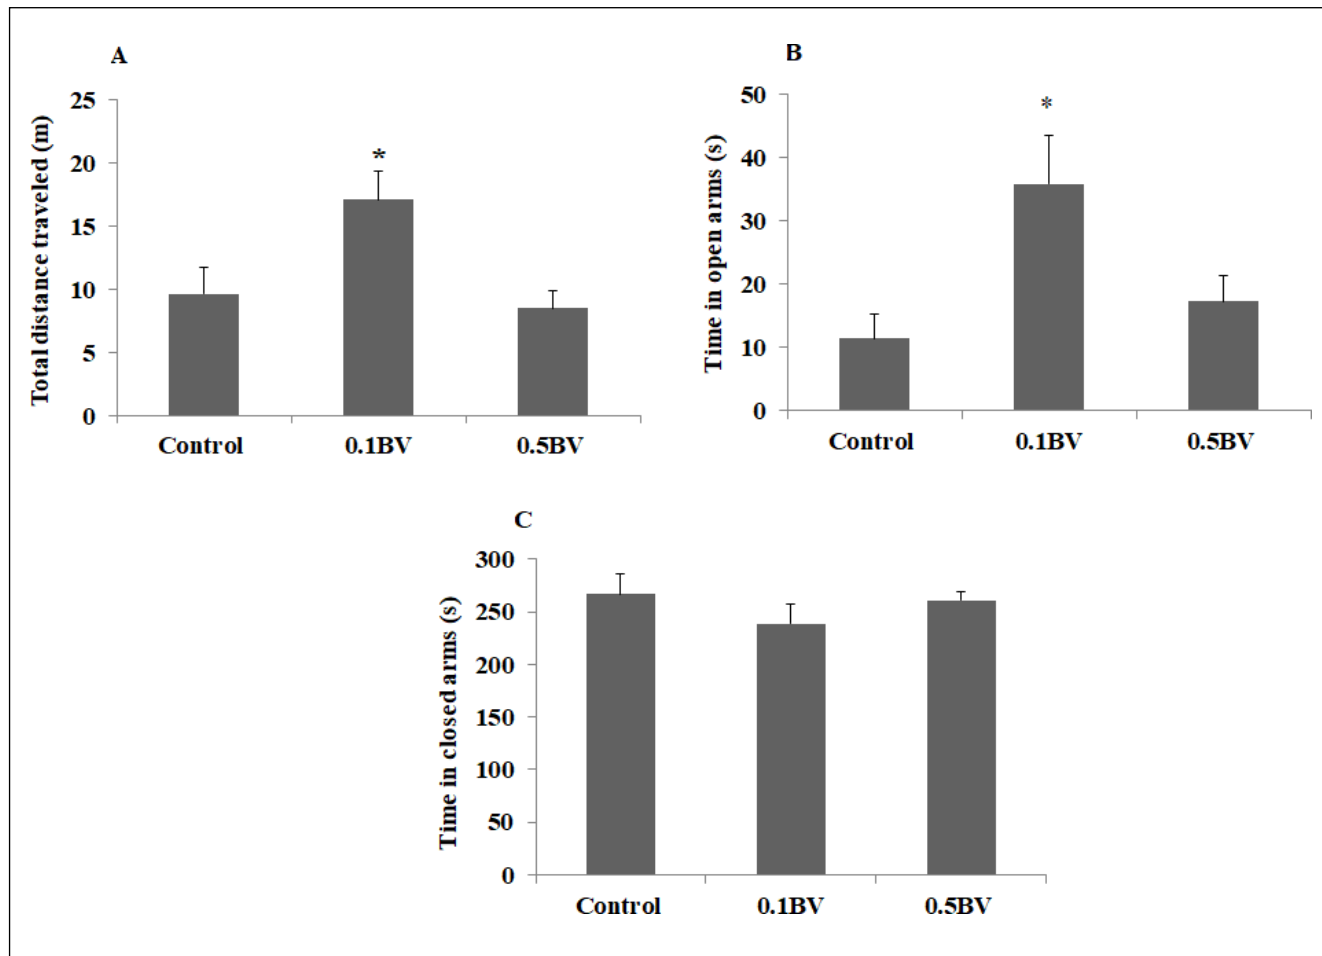 A
Total distance traveled (m)
25
20
15
10
5
0
*
Control 0.1BV 0.5BV
B
Time in open arms (s)
50
40
30
20
10
0
*
Control 0.1BV 0.5BV
C
Time in closed arms (s)
300
250
200
150
100
50
0
Control 0.1BV 0.5BV